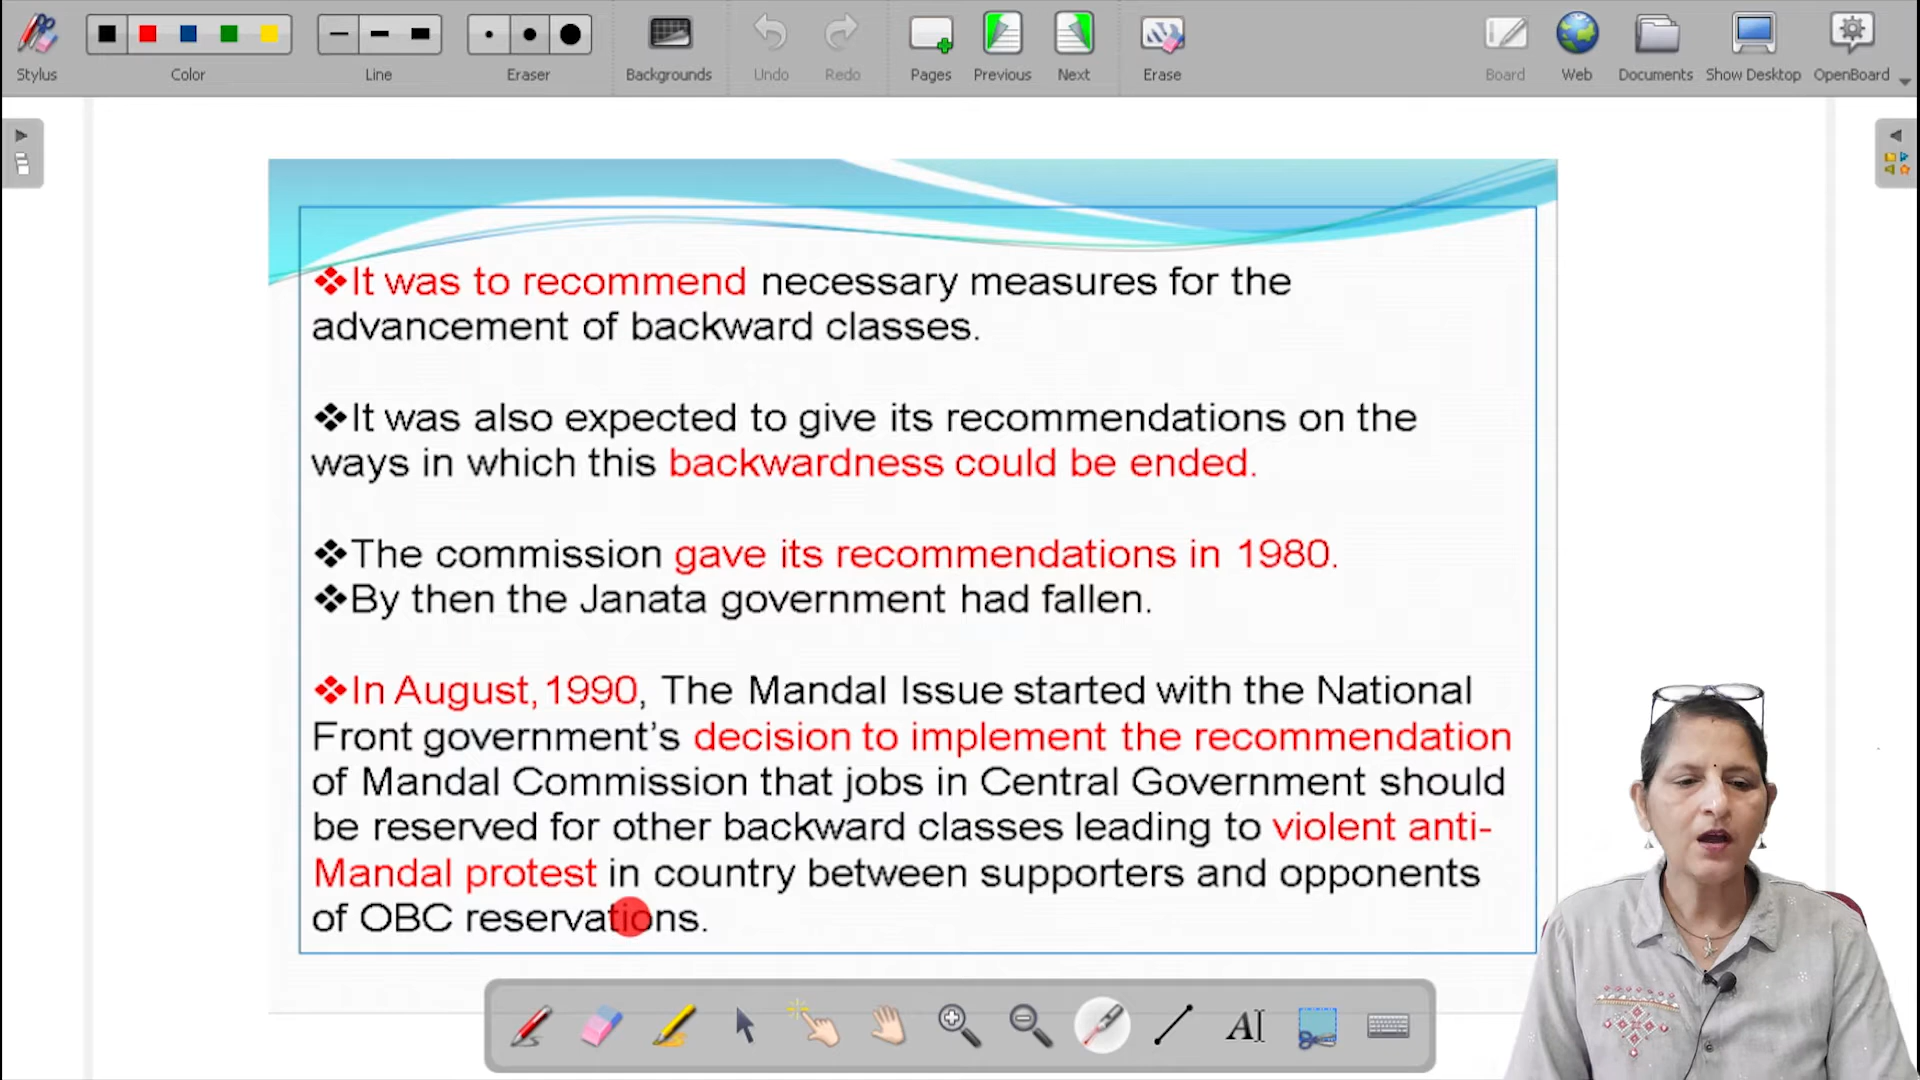 Stylus
Color
Line
Eraser
Backgrounds
Undo
Redo
Pages
Previous
Next
Erase
Board
Web
Documents
Show Desktop
OpenBoard
❖It was to recommend necessary measures for the
advancement of backward classes.
❖It was also expected to give its recommendations on the
ways in which this backwardness could be ended.
❖The commission gave its recommendations in 1980.
❖By then the Janata government had fallen.
❖In August,1990, The Mandal Issue started with the National
Front government’s decision to implement the recommendation
of Mandal Commission that jobs in Central Government should
be reserved for other backward classes leading to violent anti-
Mandal protest in country between supporters and opponents
of OBC reservations.